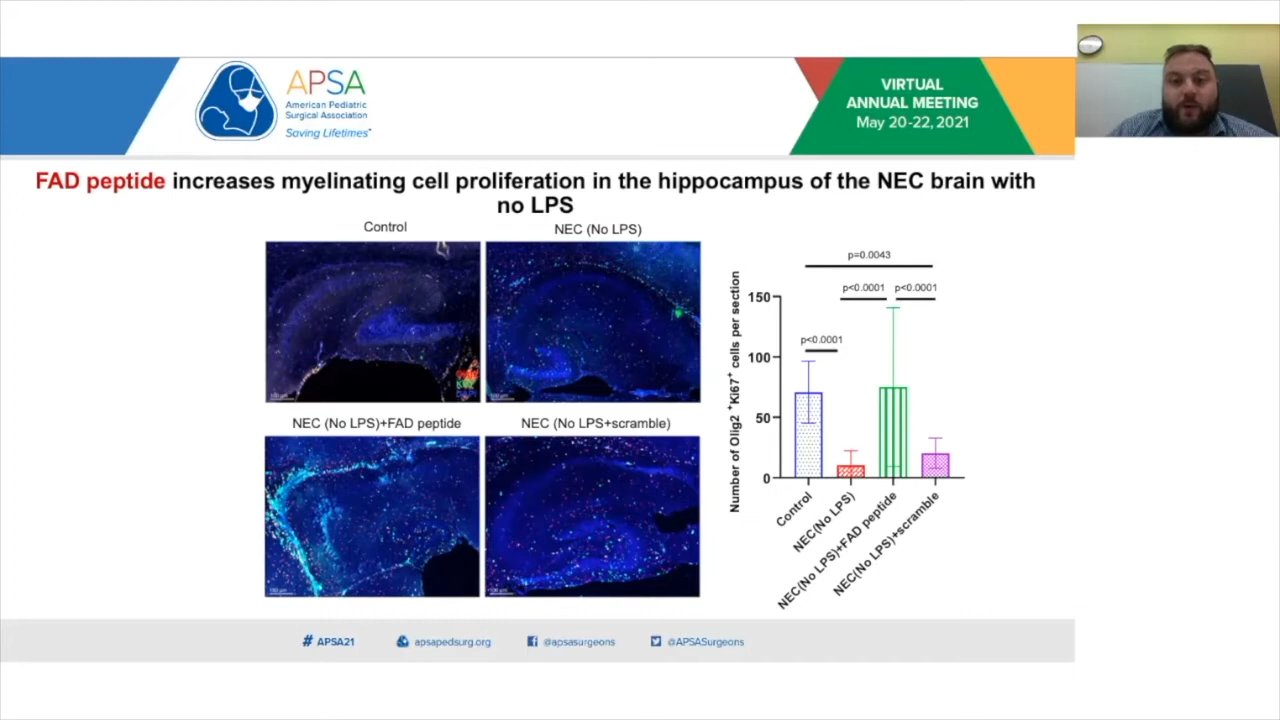 APSA
American Pediatric
Surgical Association
Saving Lifetimes
VIRTUAL
ANNUAL MEETING
May 20-22, 2021
FAD peptide increases myelinating cell proliferation in the hippocampus of the NEC brain with
no LPS
Control
NEC (No LPS)
NEC (No LPS)+FAD peptide
NEC (No LPS+scramble)
p=0.0043
p<0.0001
p<0.0001
p<0.0001
Number of Olig2 +Ki67+ cells per section
150
100
50
0
Control
NEC(No LPS)
NEC(No LPS)+FAD peptide
NEC(No LPS)+scramble
# APSA21
apsapedsurg.org
@apsasurgeons
@APSASurgeons